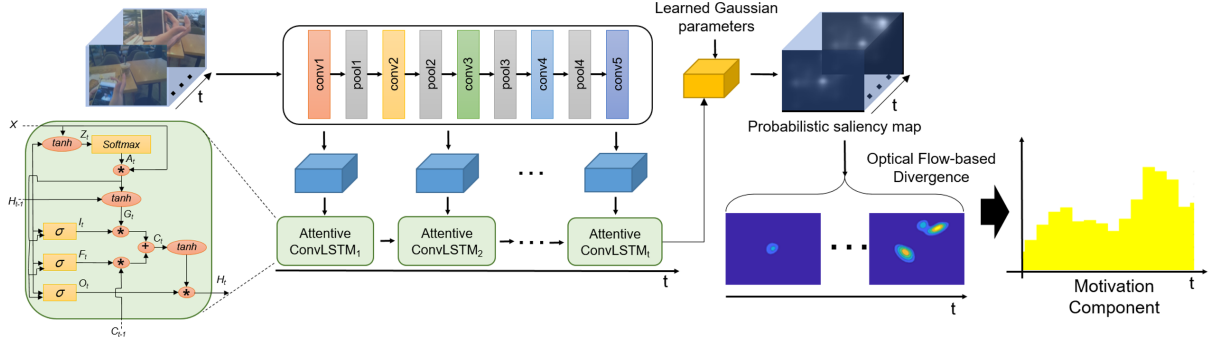 Learned Gaussian
parameters
conv1
pool1
conv2
pool2
conv3
pool3
conv4
pool4
conv5
t
t
Probabilistic saliency map
X
Z_t
tanh
Softmax
A_t
*
H_{t-1}
tanh
G_t
I_t
σ
*
C_t
+
tanh
F_t
σ
*
O_t
σ
*
H_t
C_{t-1}
Attentive
ConvLSTM_1
Attentive
ConvLSTM_2
Attentive
ConvLSTM_t
t
Optical Flow-based
Divergence
t
t
Motivation
Component